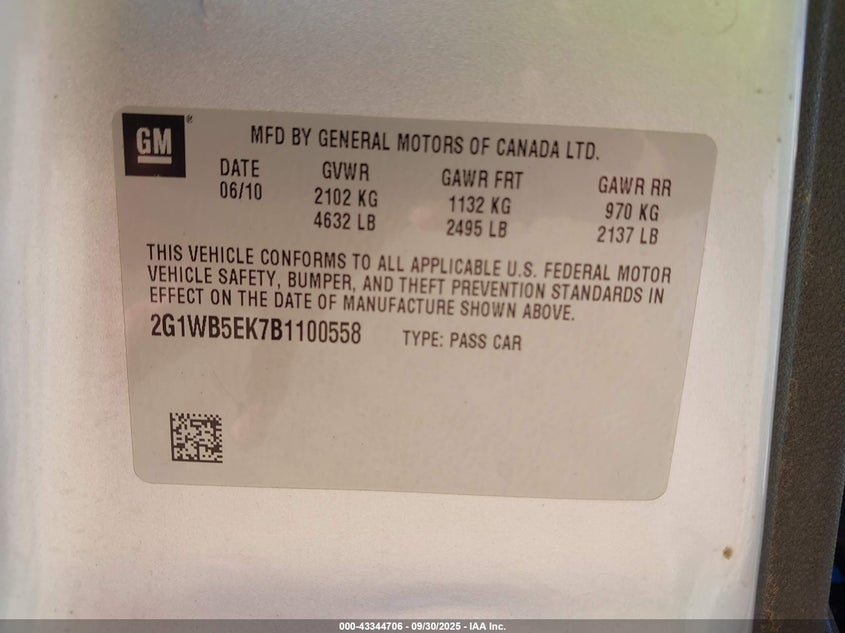 GM ®
MFD BY GENERAL MOTORS OF CANADA LTD.
DATE GVWR GAWR FRT GAWR RR
06/10 2102 KG 1132 KG 970 KG
4632 LB 2495 LB 2137 LB
THIS VEHICLE CONFORMS TO ALL APPLICABLE U.S. FEDERAL MOTOR
VEHICLE SAFETY, BUMPER, AND THEFT PREVENTION STANDARDS IN
EFFECT ON THE DATE OF MANUFACTURE SHOWN ABOVE.
2G1WB5EK7B1100558 TYPE: PASS CAR
000-43344706 - 09/30/2025 - IAA Inc.